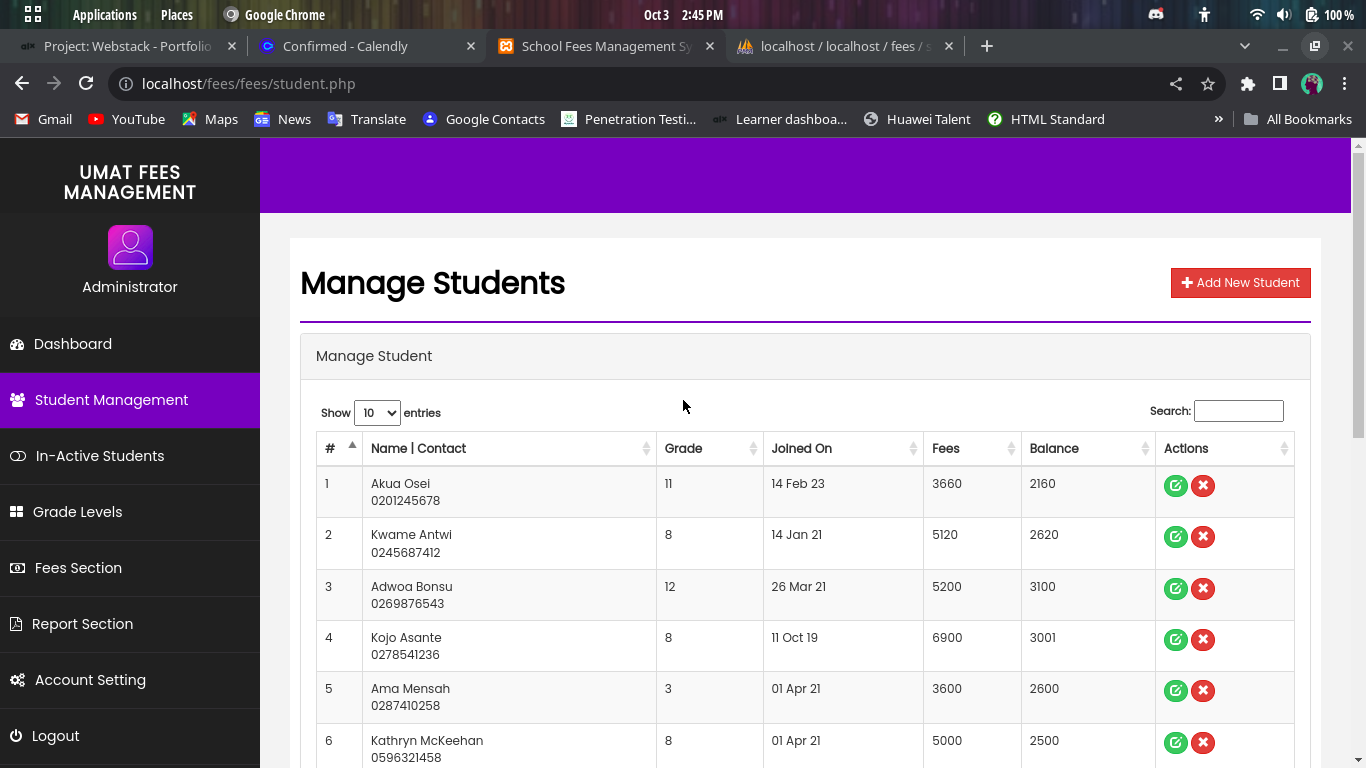 Applications Places Google Chrome Oct 3 2:45 PM 100 %
Project: Webstack - Portfolio Confirmed - Calendly School Fees Management Sy localhost / localhost / fees / s
localhost/fees/fees/student.php
Gmail YouTube Maps News Translate Google Contacts Penetration Testi... Learner dashboa... Huawei Talent HTML Standard » All Bookmarks
UMAT FEES
MANAGEMENT
Administrator
Dashboard
Student Management
In-Active Students
Grade Levels
Fees Section
Report Section
Account Setting
Logout
Manage Students
Add New Student
Manage Student
Show 10 entries Search:
# Name | Contact Grade Joined On Fees Balance Actions
1 Akua Osei 11 14 Feb 23 3660 2160
0201245678
2 Kwame Antwi 8 14 Jan 21 5120 2620
0245687412
3 Adwoa Bonsu 12 26 Mar 21 5200 3100
0269876543
4 Kojo Asante 8 11 Oct 19 6900 3001
0278541236
5 Ama Mensah 3 01 Apr 21 3600 2600
0287410258
6 Kathryn McKeehan 8 01 Apr 21 5000 2500
0596321458